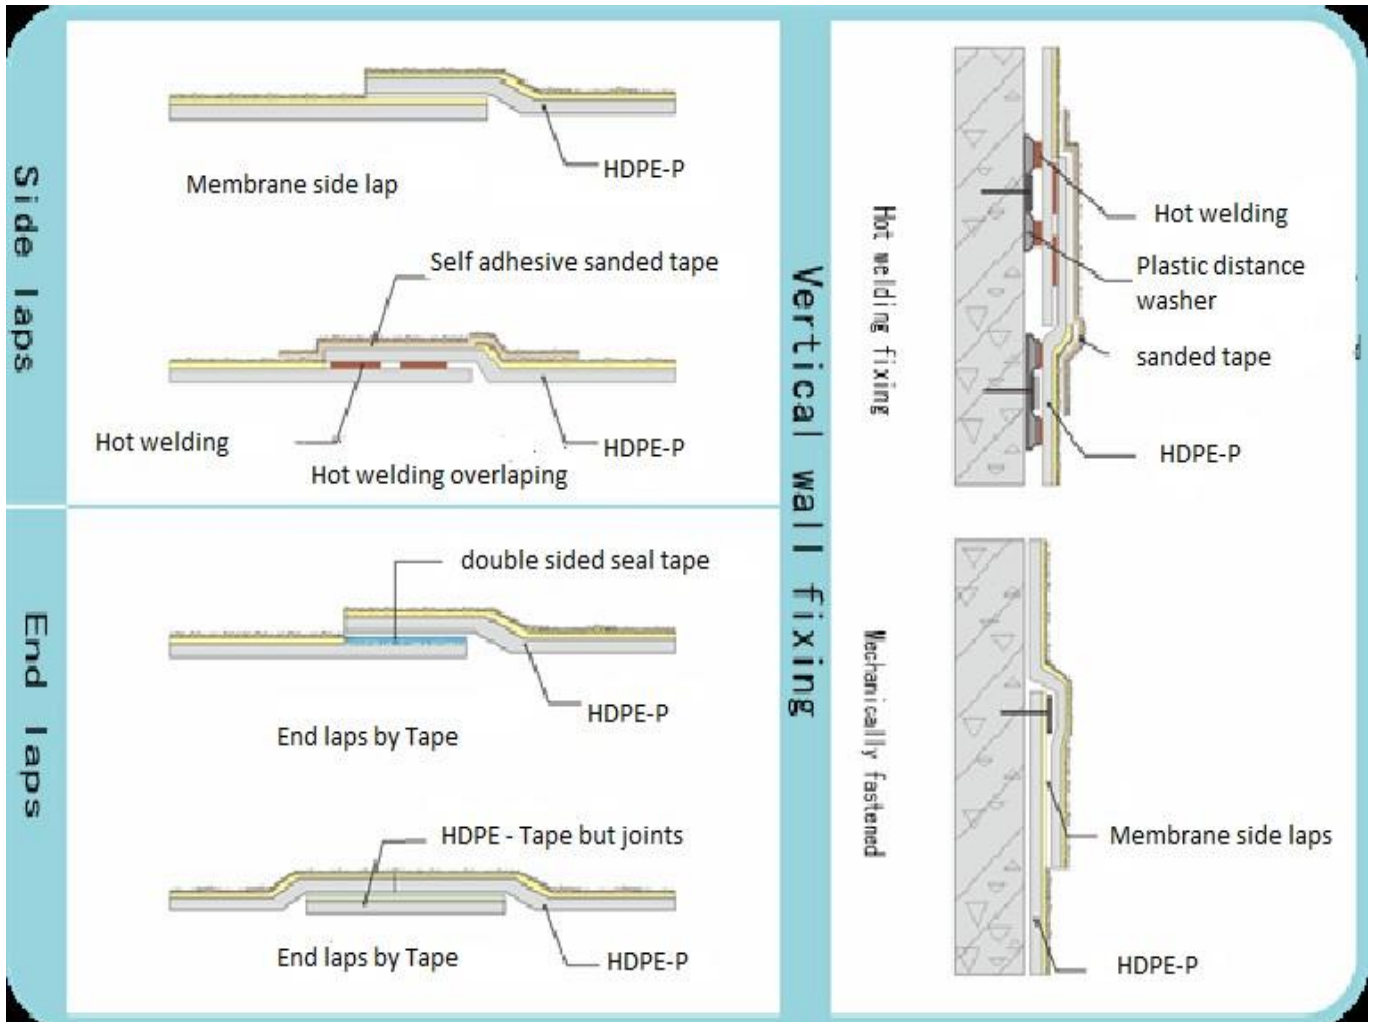 Side laps
Membrane side lap
HDPE-P
Self adhesive sanded tape
Hot welding
HDPE-P
Hot welding overlaping
End laps
double sided seal tape
HDPE-P
End laps by Tape
HDPE - Tape but joints
End laps by Tape
HDPE-P
Vertical wall fixing
Hot welding fixing
Hot welding
Plastic distance
washer
sanded tape
HDPE-P
Mechanically fastened
Membrane side laps
HDPE-P